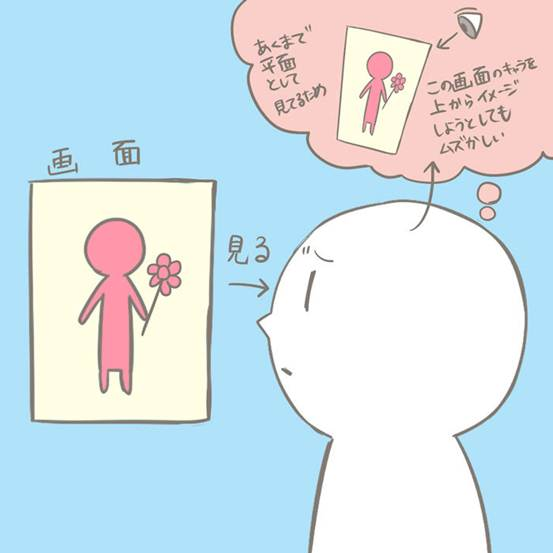 画面
見る
あくまで
平面
として
見てるため
この画面のキャラを
上からイメージ
しようとしても
ムズかしい